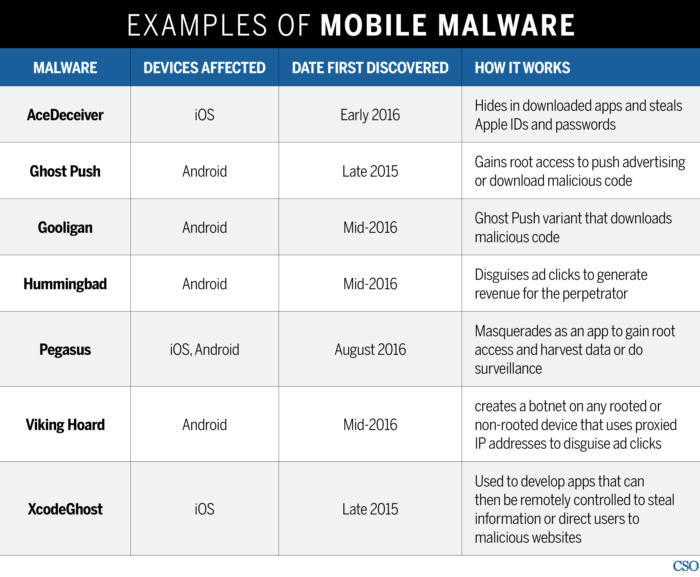 EXAMPLES OF MOBILE MALWARE
MALWARE DEVICES AFFECTED DATE FIRST DISCOVERED HOW IT WORKS
AceDeceiver iOS Early 2016 Hides in downloaded apps and steals
Apple IDs and passwords
Ghost Push Android Late 2015 Gains root access to push advertising
or download malicious code
Gooligan Android Mid-2016 Ghost Push variant that downloads
malicious code
Hummingbad Android Mid-2016 Disguises ad clicks to generate
revenue for the perpetrator
Pegasus iOS, Android August 2016 Masquerades as an app to gain root
access and harvest data or do
surveillance
Viking Hoard Android Mid-2016 creates a botnet on any rooted or
non-rooted device that uses proxied
IP addresses to disguise ad clicks
XcodeGhost iOS Late 2015 Used to develop apps that can
then be remotely controlled to steal
information or direct users to
malicious websites
CSO